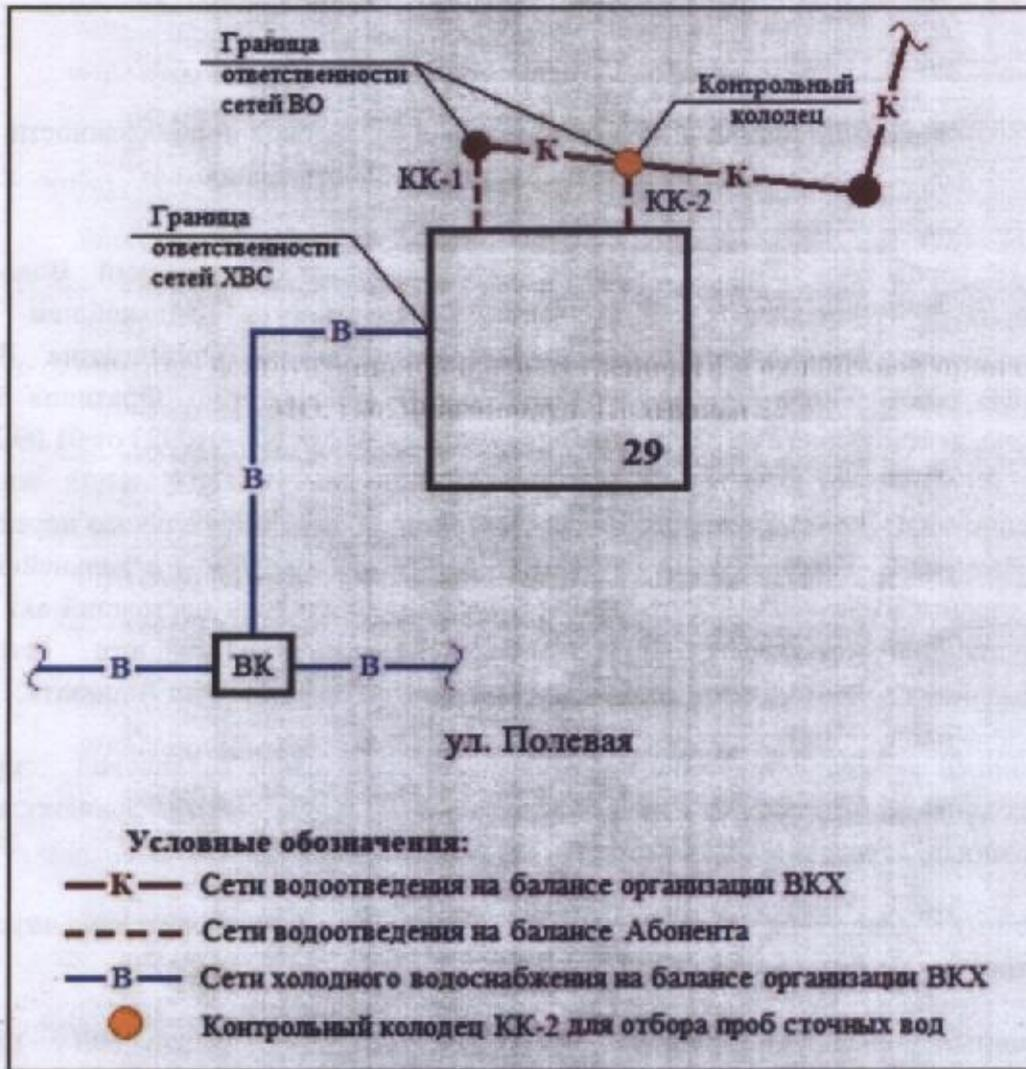 Граница
ответственности
сетей ВО
Контрольный
колодец
К
К
К
КК-1
КК-2
Граница
ответственности
сетей ХВС
В
В
29
В
ВК
В
ул. Полевая
Условные обозначения:
К Сети водоотведения на балансе организации ВКХ
Сети водоотведения на балансе Абонента
В Сети холодного водоснабжения на балансе организации ВКХ
Контрольный колодец КК-2 для отбора проб сточных вод